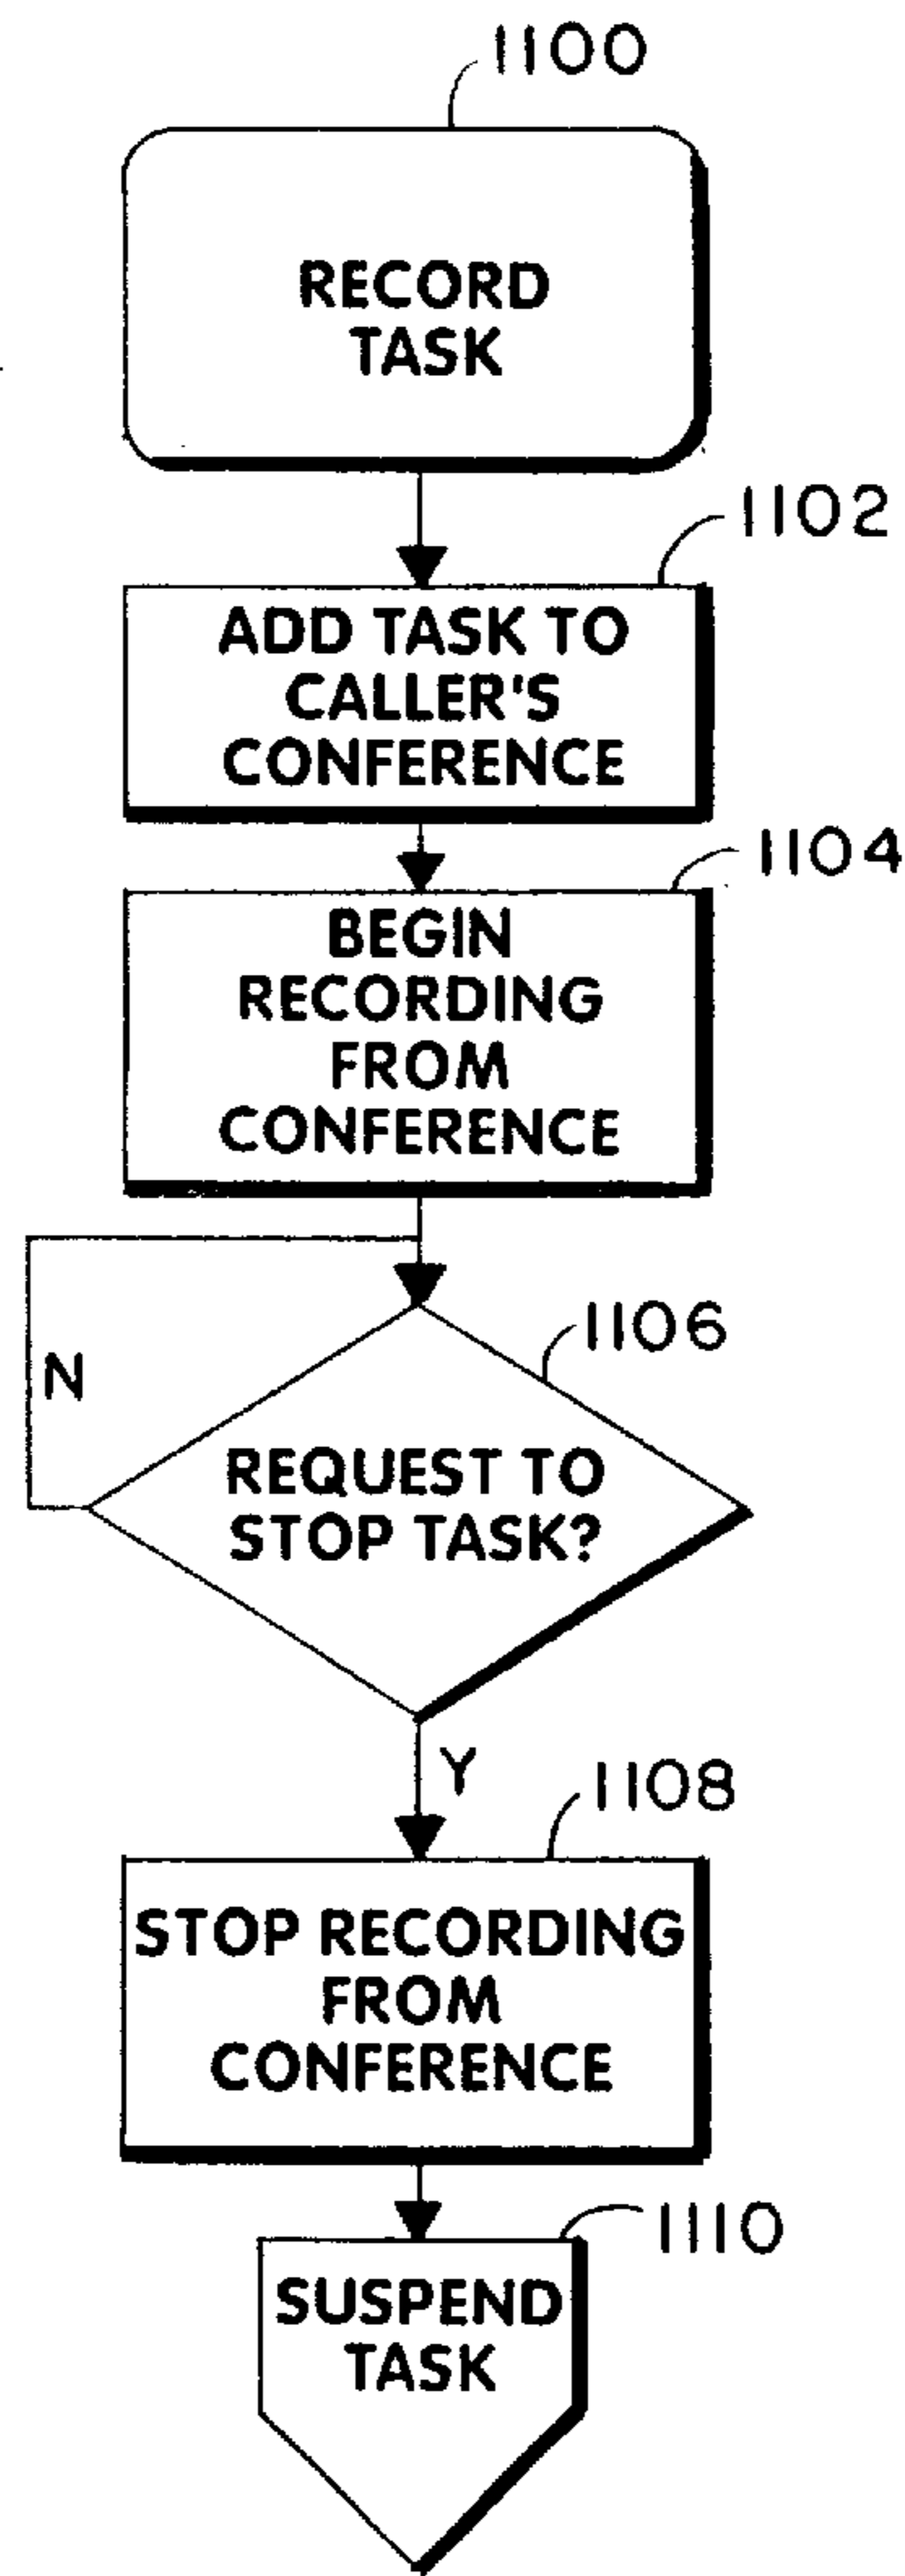 1100
RECORD
TASK
1102
ADD TASK TO
CALLER'S
CONFERENCE
1104
BEGIN
RECORDING
FROM
CONFERENCE
1106
N
REQUEST TO
STOP TASK?
Y
1108
STOP RECORDING
FROM
CONFERENCE
1110
SUSPEND
TASK